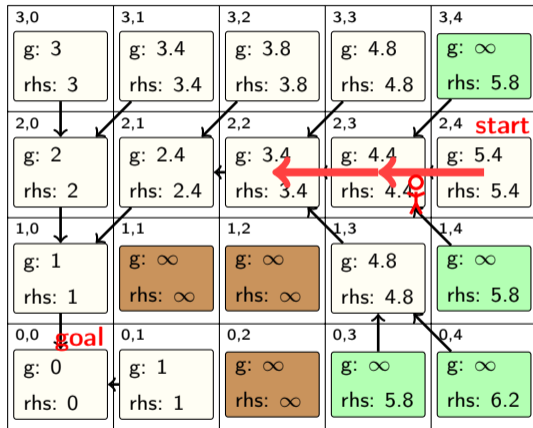 3,0 3,1 3,2 3,3 3,4
g: 3 g: 3.4 g: 3.8 g: 4.8 g: ∞
rhs: 3 rhs: 3.4 rhs: 3.8 rhs: 4.8 rhs: 5.8
2,0 2,1 2,2 2,3 2,4 start
g: 2 g: 2.4 g: 3.4 g: 4.4 g: 5.4
rhs: 2 rhs: 2.4 rhs: 3.4 rhs: 4.4 rhs: 5.4
1,0 1,1 1,2 1,3 1,4
g: 1 g: ∞ g: ∞ g: 4.8 g: ∞
rhs: 1 rhs: ∞ rhs: ∞ rhs: 4.8 rhs: 5.8
0,0 goal 0,1 0,2 0,3 0,4
g: 0 g: 1 g: ∞ g: ∞ g: ∞
rhs: 0 rhs: 1 rhs: ∞ rhs: 5.8 rhs: 6.2